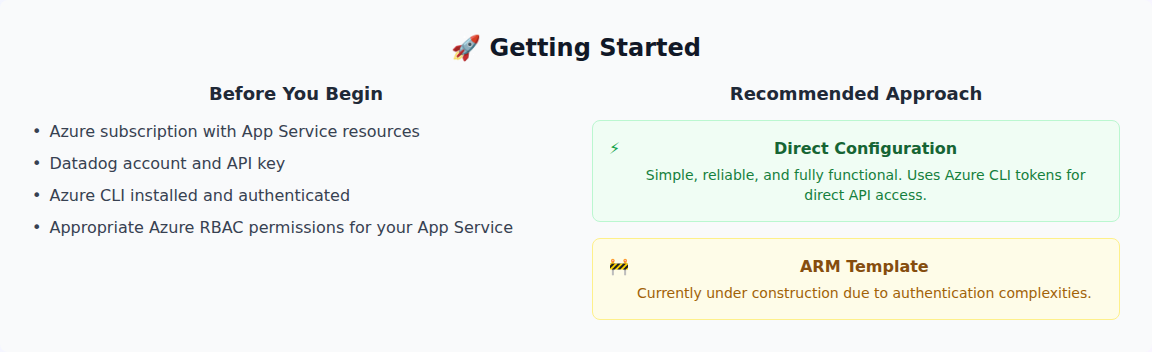 🚀 Getting Started
Before You Begin
• Azure subscription with App Service resources
• Datadog account and API key
• Azure CLI installed and authenticated
• Appropriate Azure RBAC permissions for your App Service
Recommended Approach
⚡ Direct Configuration
Simple, reliable, and fully functional. Uses Azure CLI tokens for
direct API access.
🚧 ARM Template
Currently under construction due to authentication complexities.